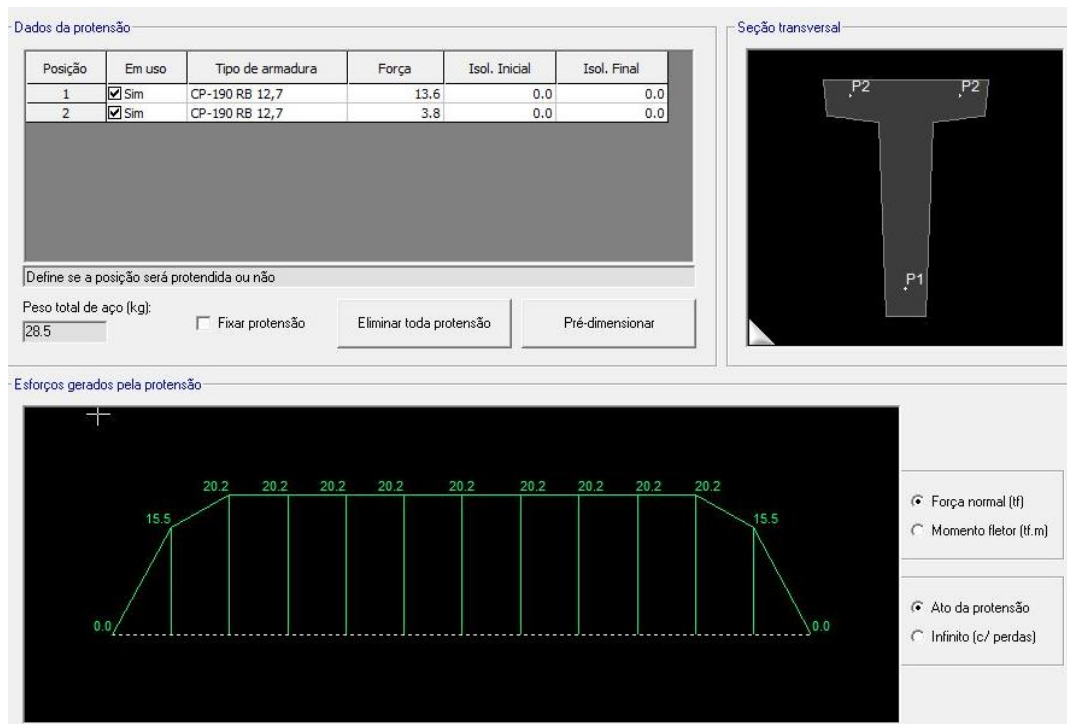 Dados da protensão
Posição Em uso Tipo de armadura Força Isol. Inicial Isol. Final
1 Sim CP-190 RB 12,7 13.6 0.0 0.0
2 Sim CP-190 RB 12,7 3.8 0.0 0.0
Define se a posição será protendida ou não
Peso total de aço (kg):
28.5
Fixar protensão
Eliminar toda protensão
Pré-dimensionar
Seção transversal
P2 P2
P1
Esforços gerados pela protensão
20.2 20.2 20.2 20.2 20.2 20.2 20.2 20.2 20.2
15.5 15.5
0.0 0.0
Força normal (tf)
Momento fletor (tf.m)
Ato da protensão
Infinito (c/ perdas)